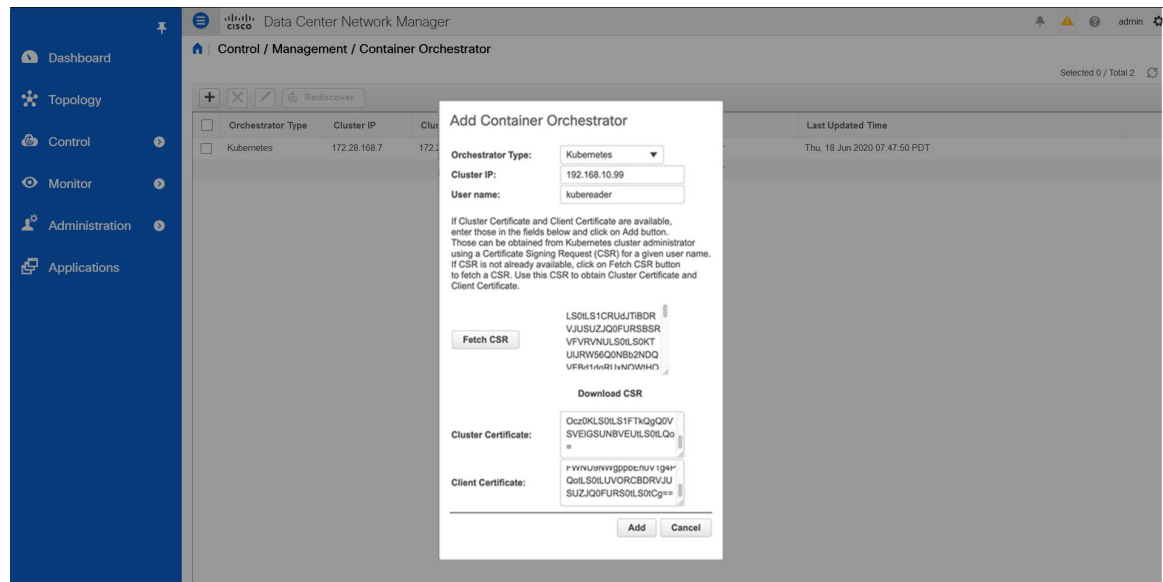 cisco Data Center Network Manager
admin
Control / Management / Container Orchestrator
Selected 0 / Total 2
Dashboard
Topology
Control
Monitor
Administration
Applications
Rediscover
Orchestrator Type Cluster IP Last Updated Time
Kubernetes 172.28.168.7 Thu, 18 Jun 2020 07:47:50 PDT
Add Container Orchestrator
Orchestrator Type: Kubernetes
Cluster IP: 192.168.10.99
User name: kubereader
If Cluster Certificate and Client Certificate are available,
enter those in the fields below and click on Add button.
Those can be obtained from Kubernetes cluster administrator
using a Certificate Signing Request (CSR) for a given user name.
If CSR is not already available, click on Fetch CSR button
to fetch a CSR. Use this CSR to obtain Cluster Certificate and
Client Certificate.
Fetch CSR
LS0tLS1CRUdJTiBDR
VJUSUZJQ0FURSBSR
VFVRVNULS0tLS0KT
UlJRW56Q0NBb2NDQ
Download CSR
Cluster Certificate:
Ocz0KLS0tLS1FTkQgQ0V
SVElGSUNBVEUtLS0tLQo
=
Client Certificate:
QotLS0tLUVORCBDRVJU
SUZJQ0FURS0tLS0tCg==
Add Cancel